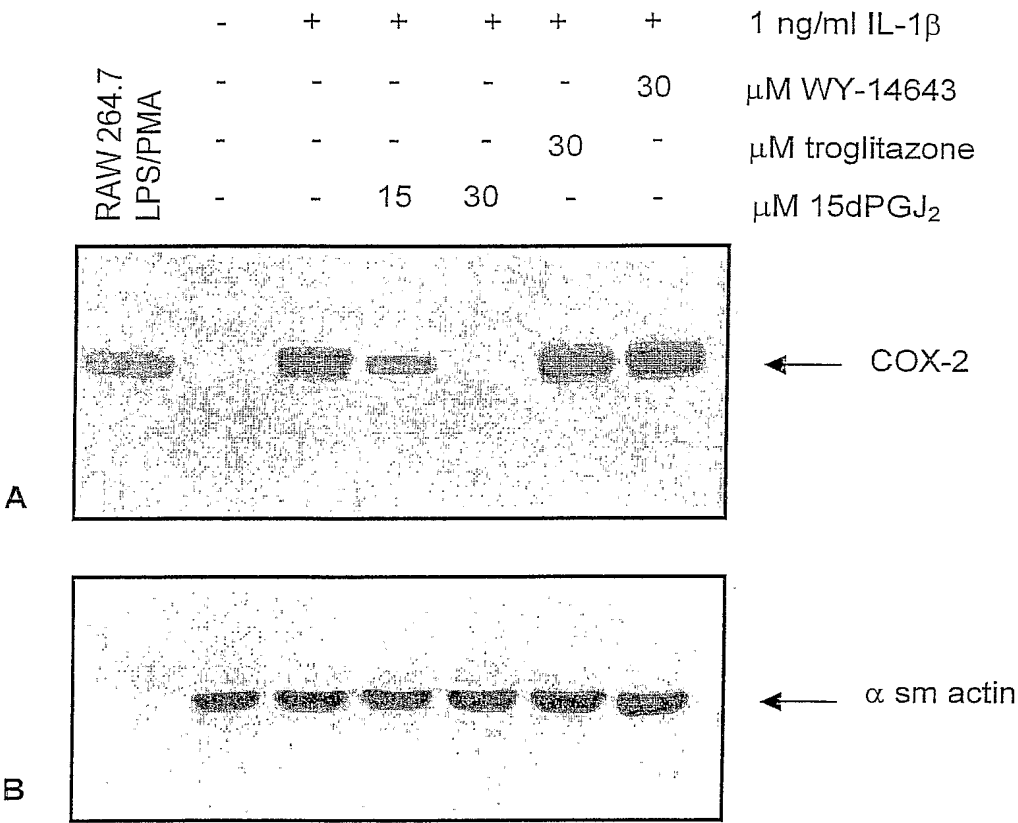 RAW 264.7
LPS/PMA
- + + + + + 1 ng/ml IL-1β
- - - - - 30 μM WY-14643
- - - - 30 - μM troglitazone
- - 15 30 - - μM 15dPGJ₂
COX-2
A
α sm actin
B